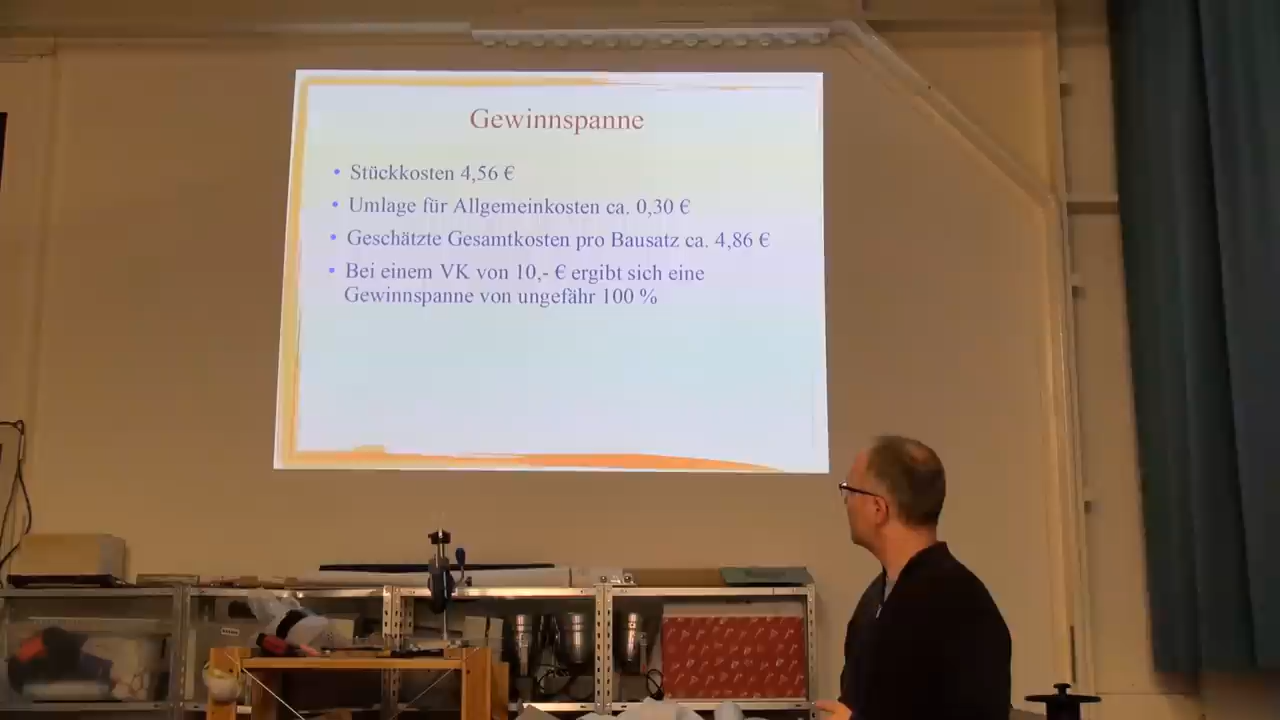 Gewinnspanne
• Stückkosten 4,56 €
• Umlage für Allgemeinkosten ca. 0,30 €
• Geschätzte Gesamtkosten pro Bausatz ca. 4,86 €
• Bei einem VK von 10,- € ergibt sich eine
Gewinnspanne von ungefähr 100 %